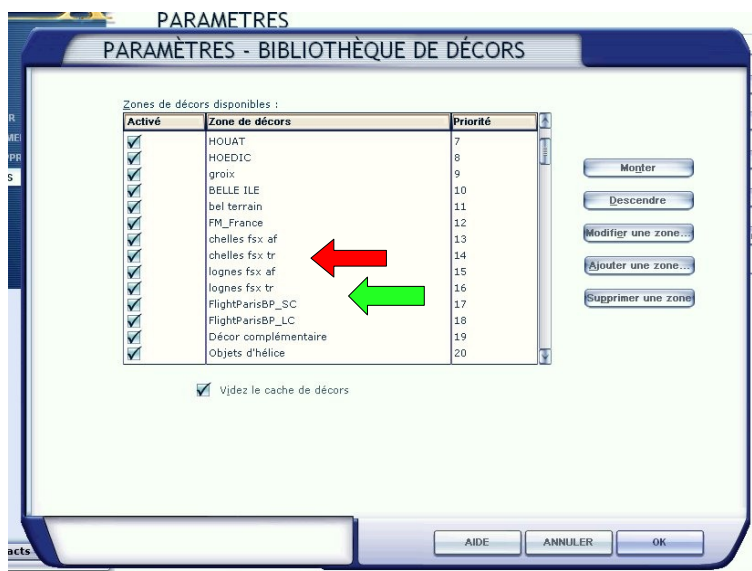 PARAMETRES
PARAMÈTRES - BIBLIOTHÈQUE DE DÉCORS
Zones de décors disponibles :
Activé Zone de décors Priorité
HOUAT 7
HOEDIC 8
groix 9
BELLE ILE 10
bel terrain 11
FM_France 12
chelles fsx af 13
chelles fsx tr 14
lognes fsx af 15
lognes fsx tr 16
FlightParisBP_SC 17
FlightParisBP_LC 18
Décor complémentaire 19
Objets d'hélice 20
Monter
Descendre
Modifier une zone...
Ajouter une zone...
Supprimer une zone
Videz le cache de décors
AIDE ANNULER OK
acts